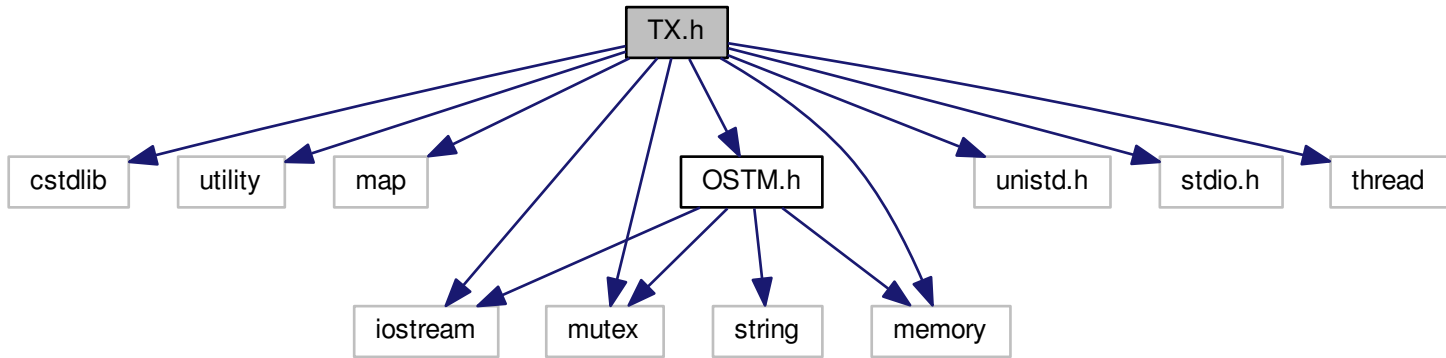 TX.h
cstdlib
utility
map
OSTM.h
unistd.h
stdio.h
thread
iostream
mutex
string
memory